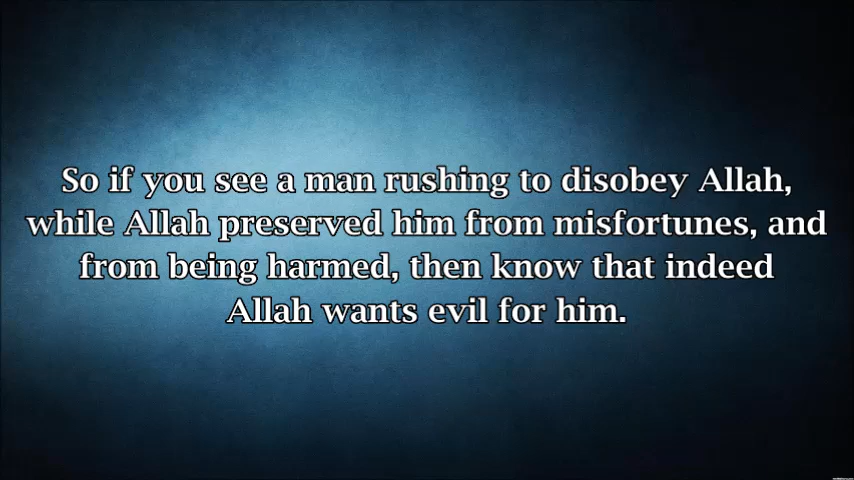 So if you see a man rushing to disobey Allah,
while Allah preserved him from misfortunes, and
from being harmed, then know that indeed
Allah wants evil for him.